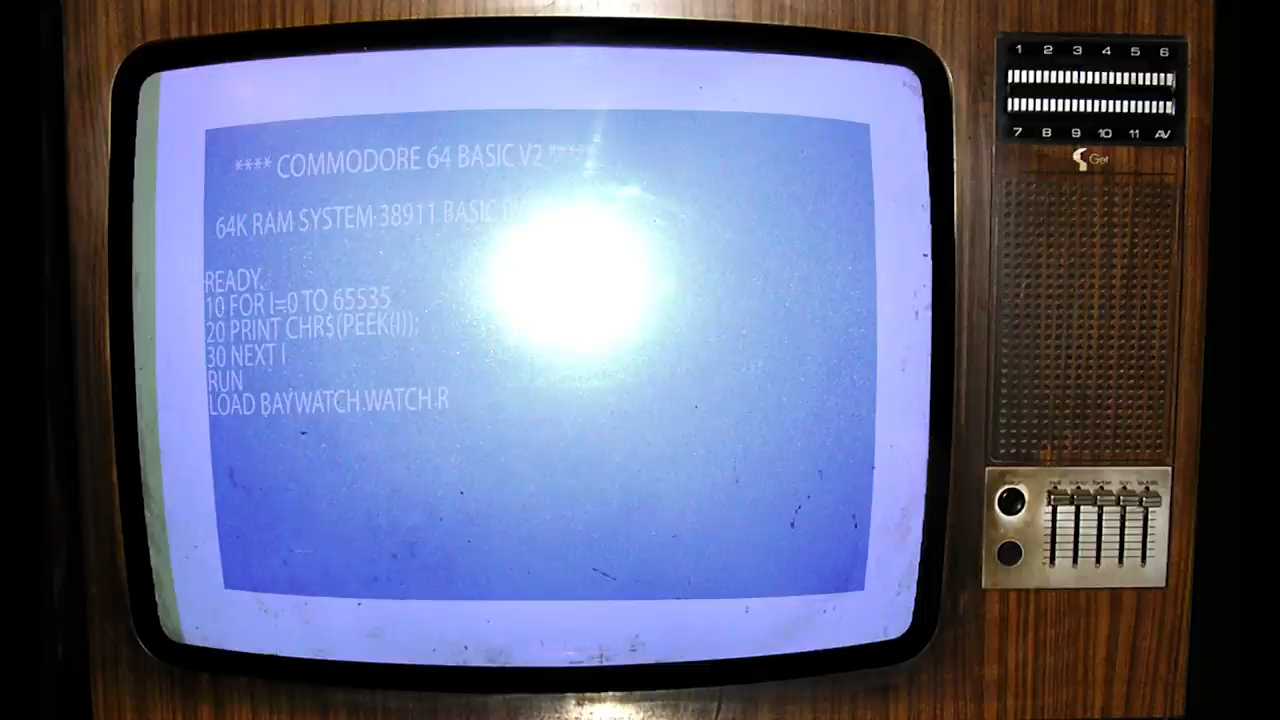 1 2 3 4 5 6
7 8 9 10 11 AV
**** COMMODORE 64 BASIC V2 ****
64K RAM SYSTEM 38911 BASIC
READY.
10 FOR I=0 TO 65535
20 PRINT CHR$(PEEK(I));
30 NEXT I
RUN
LOAD BAYWATCH.WATCH.R